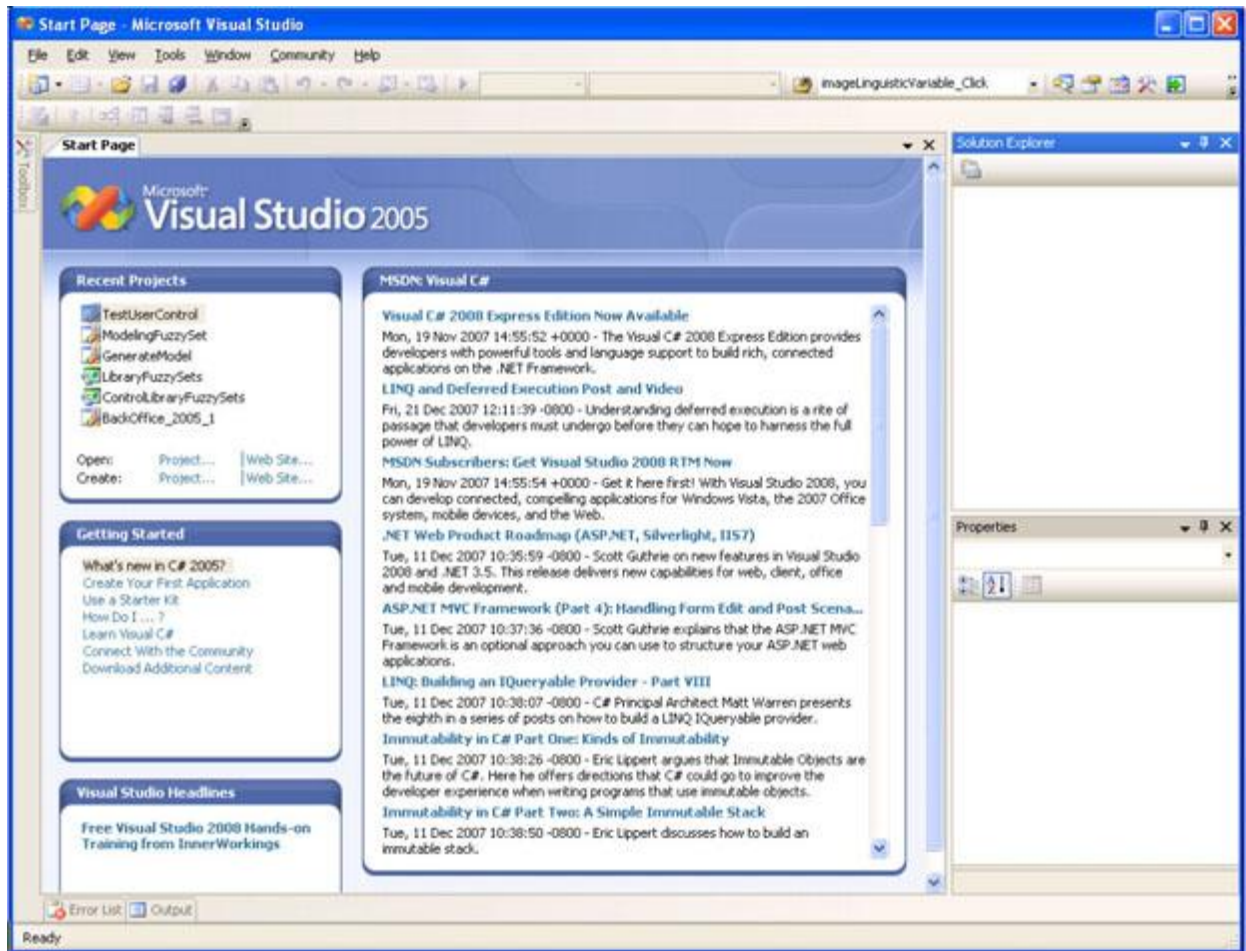 Start Page - Microsoft Visual Studio
File Edit View Tools Window Community Help
imageLinguisticVariable_Click
Toolbox
Start Page
Solution Explorer
Microsoft
Visual Studio 2005
Recent Projects
TestUserControl
ModelingFuzzySet
GenerateModel
LibraryFuzzySets
ControlLibraryFuzzySets
BackOffice_2005_1
Open: Project... Web Site...
Create: Project... Web Site...
Getting Started
What's new in C# 2005?
Create Your First Application
Use a Starter Kit
How Do I ... ?
Learn Visual C#
Connect With the Community
Download Additional Content
Visual Studio Headlines
Free Visual Studio 2008 Hands-on
Training from InnerWorkings
MSDN: Visual C#
Visual C# 2008 Express Edition Now Available
Mon, 19 Nov 2007 14:55:52 +0000 - The Visual C# 2008 Express Edition provides
developers with powerful tools and language support to build rich, connected
applications on the .NET Framework.
LINQ and Deferred Execution Post and Video
Fri, 21 Dec 2007 12:11:39 -0800 - Understanding deferred execution is a rite of
passage that developers must undergo before they can hope to harness the full
power of LINQ.
MSDN Subscribers: Get Visual Studio 2008 RTM Now
Mon, 19 Nov 2007 14:55:54 +0000 - Get it here first! With Visual Studio 2008, you
can develop connected, compelling applications for Windows Vista, the 2007 Office
system, mobile devices, and the Web.
.NET Web Product Roadmap (ASP.NET, Silverlight, IIS7)
Tue, 11 Dec 2007 10:35:59 -0800 - Scott Guthrie on new features in Visual Studio
2008 and .NET 3.5. This release delivers new capabilities for web, client, office
and mobile development.
ASP.NET MVC Framework (Part 4): Handling Form Edit and Post Scena...
Tue, 11 Dec 2007 10:37:36 -0800 - Scott Guthrie explains that the ASP.NET MVC
Framework is an optional approach you can use to structure your ASP.NET web
applications.
LINQ: Building an IQueryable Provider - Part VIII
Tue, 11 Dec 2007 10:38:07 -0800 - C# Principal Architect Matt Warren presents
the eighth in a series of posts on how to build a LINQ IQueryable provider.
Immutability in C# Part One: Kinds of Immutability
Tue, 11 Dec 2007 10:38:26 -0800 - Eric Lippert argues that Immutable Objects are
the future of C#. Here he offers directions that C# could go to improve the
developer experience when writing programs that use immutable objects.
Immutability in C# Part Two: A Simple Immutable Stack
Tue, 11 Dec 2007 10:38:50 -0800 - Eric Lippert discusses how to build an
immutable stack.
Properties
Error List Output
Ready